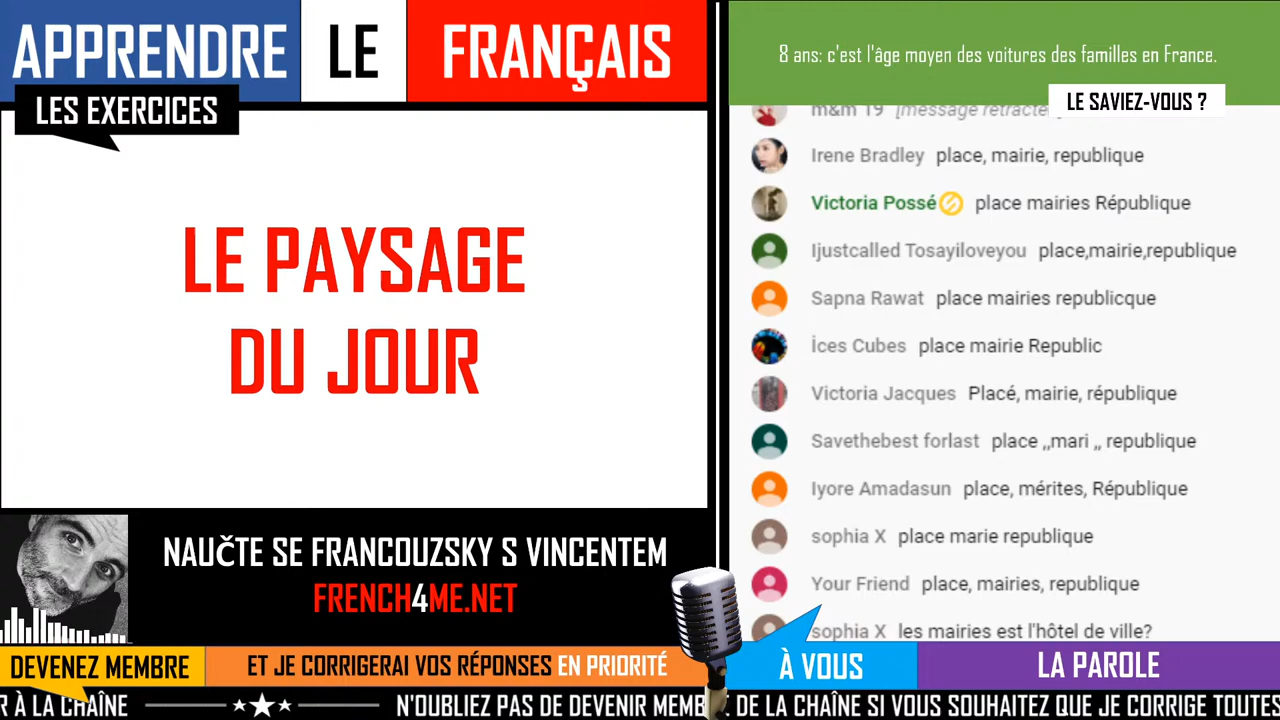 APPRENDRE LE FRANÇAIS
LES EXERCICES
LE PAYSAGE
DU JOUR
NAUČTE SE FRANCOUZSKY S VINCENTEM
FRENCH4ME.NET
DEVENEZ MEMBRE
ET JE CORRIGERAI VOS RÉPONSES EN PRIORITÉ
8 ans: c'est l'âge moyen des voitures des familles en France.
LE SAVIEZ-VOUS ?
m&m 19 [message rétracté
Irene Bradley place, mairie, republique
Victoria Possé place mairies République
Ijustcalled Tosayiloveyou place,mairie,republique
Sapna Rawat place mairies republicque
İces Cubes place mairie Republic
Victoria Jacques Placé, mairie, république
Savethebest forlast place ,,mari ,, republique
Iyore Amadasun place, mérites, République
sophia X place marie republique
Your Friend place, mairies, republique
sophia X les mairies est l'hôtel de ville?
À VOUS
LA PAROLE
R À LA CHAÎNE N'OUBLIEZ PAS DE DEVENIR MEMB DE LA CHAÎNE SI VOUS SOUHAITEZ QUE JE CORRIGE TOUTES